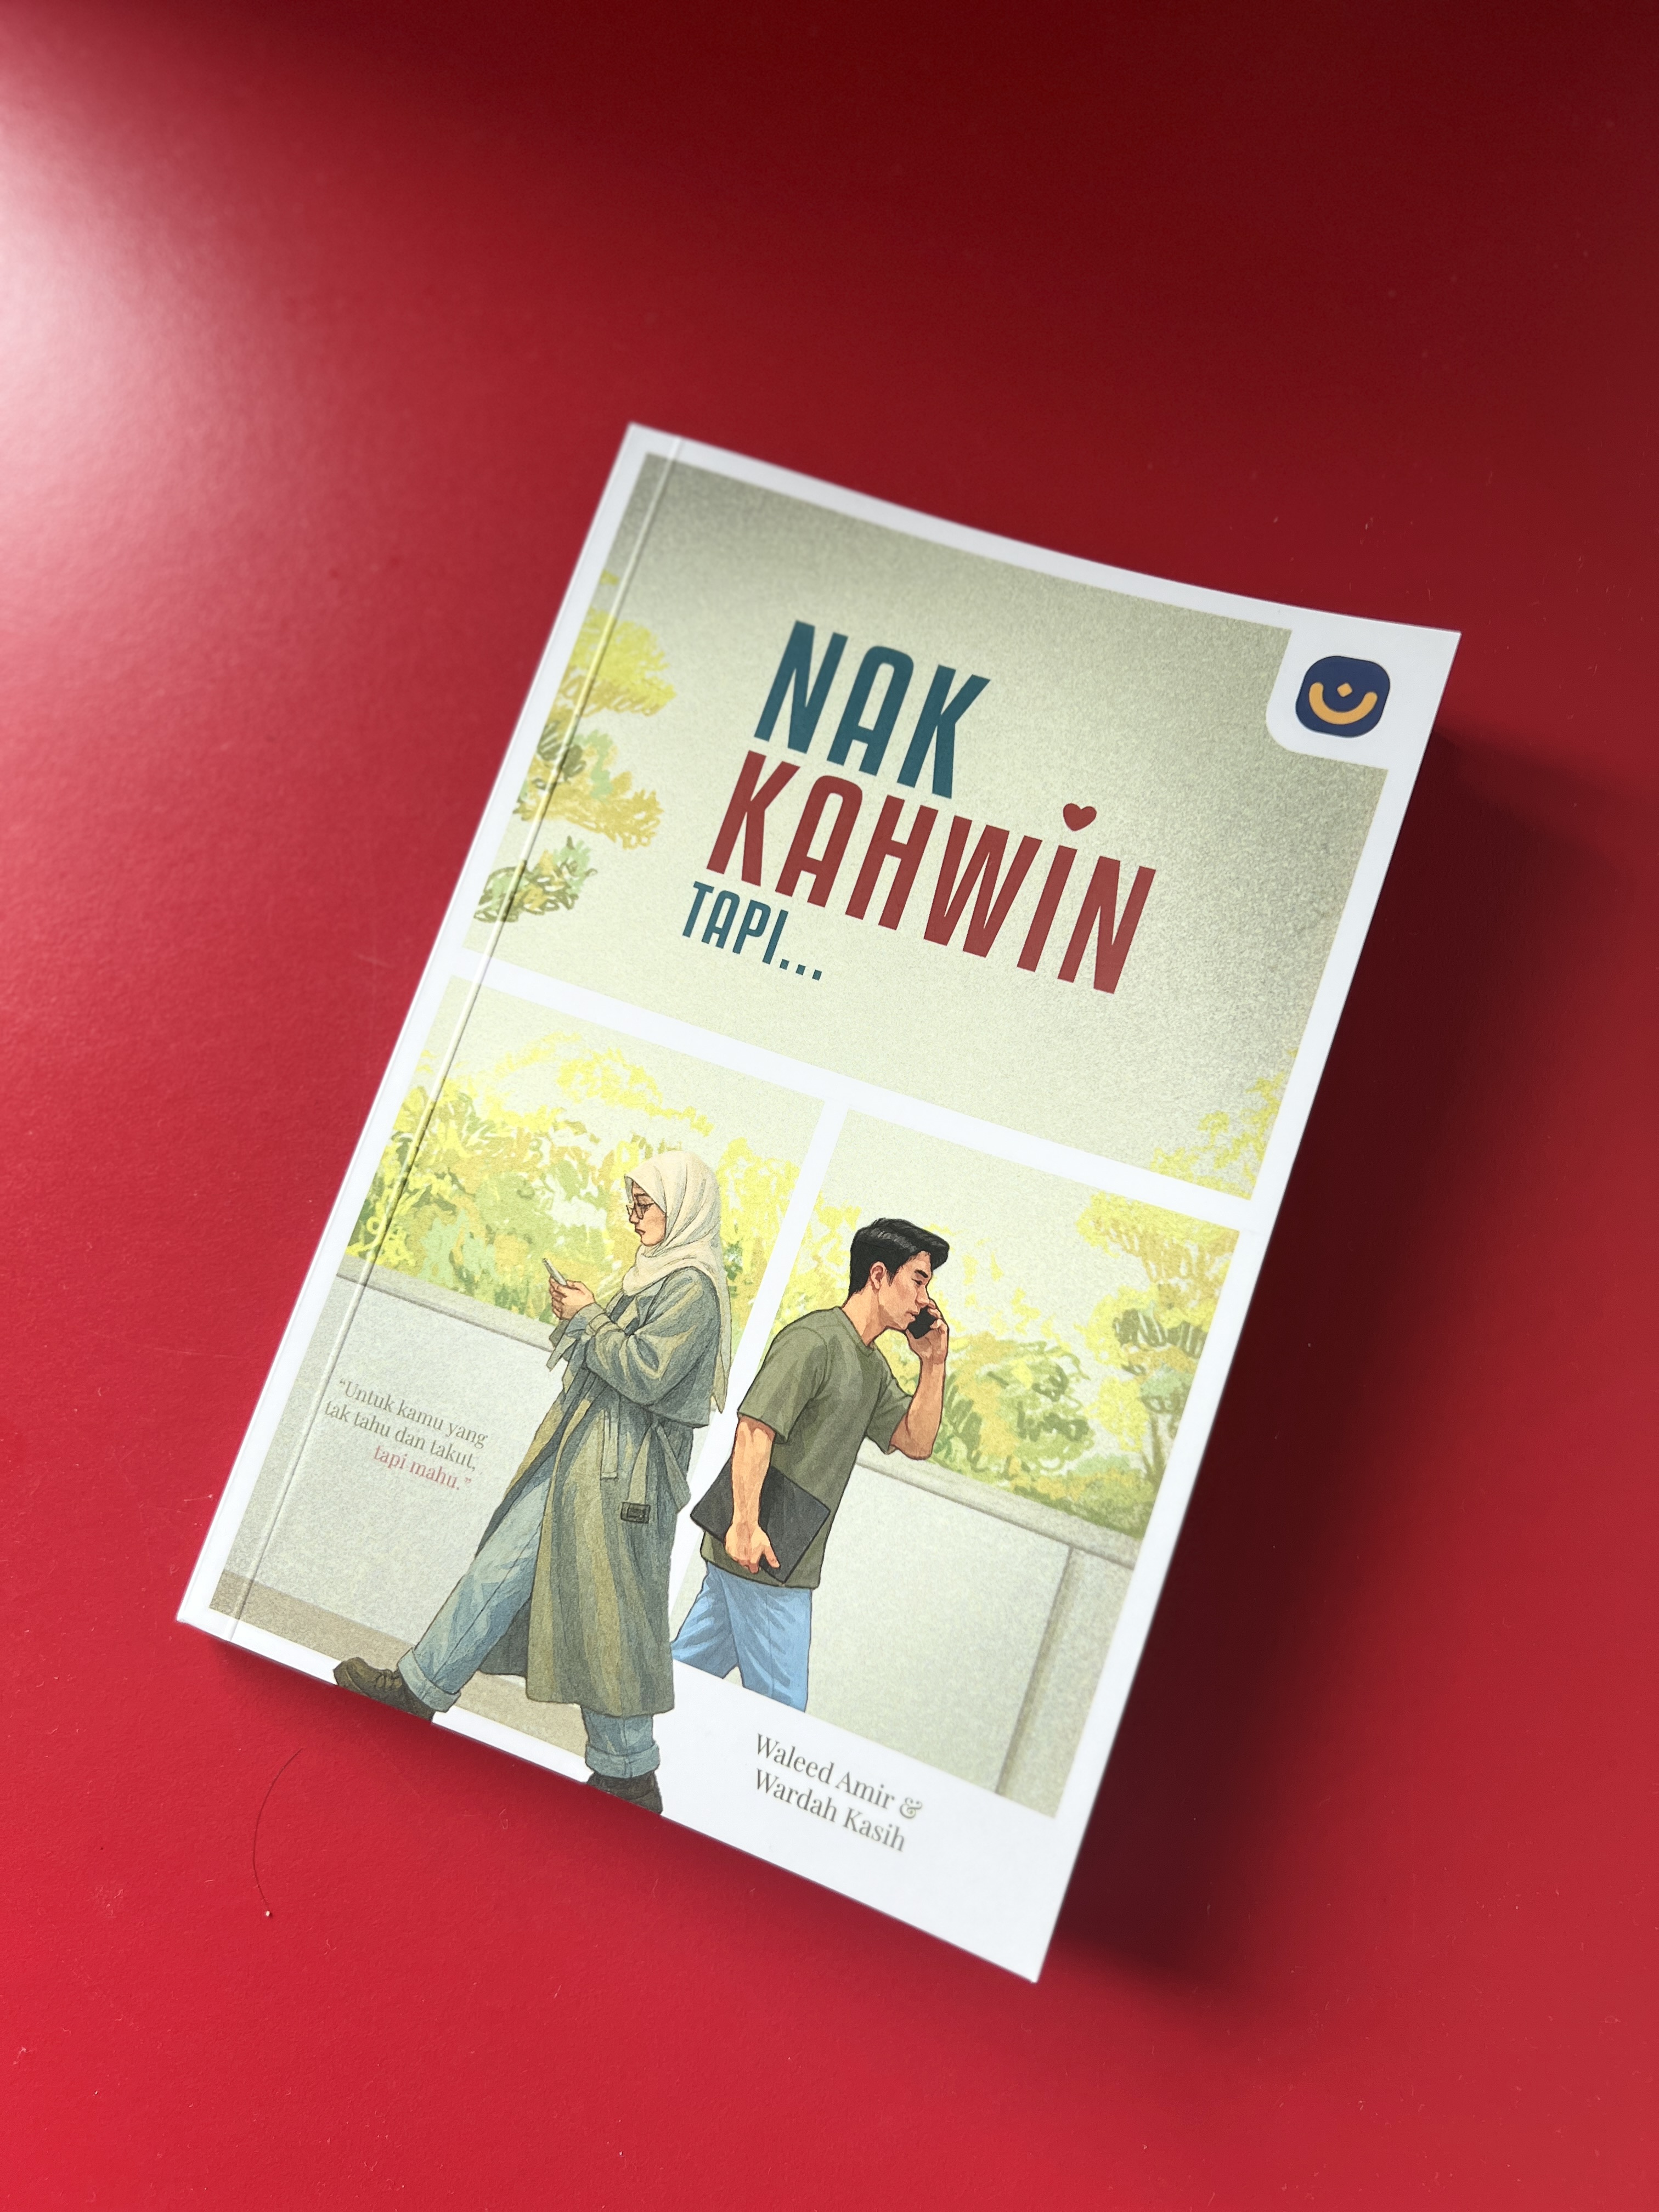 NAK
KAHWIN
TAPI...
“Untuk kamu yang
tak tahu dan takut,
tapi mahu.”
Waleed Amir &
Wardah Kasih